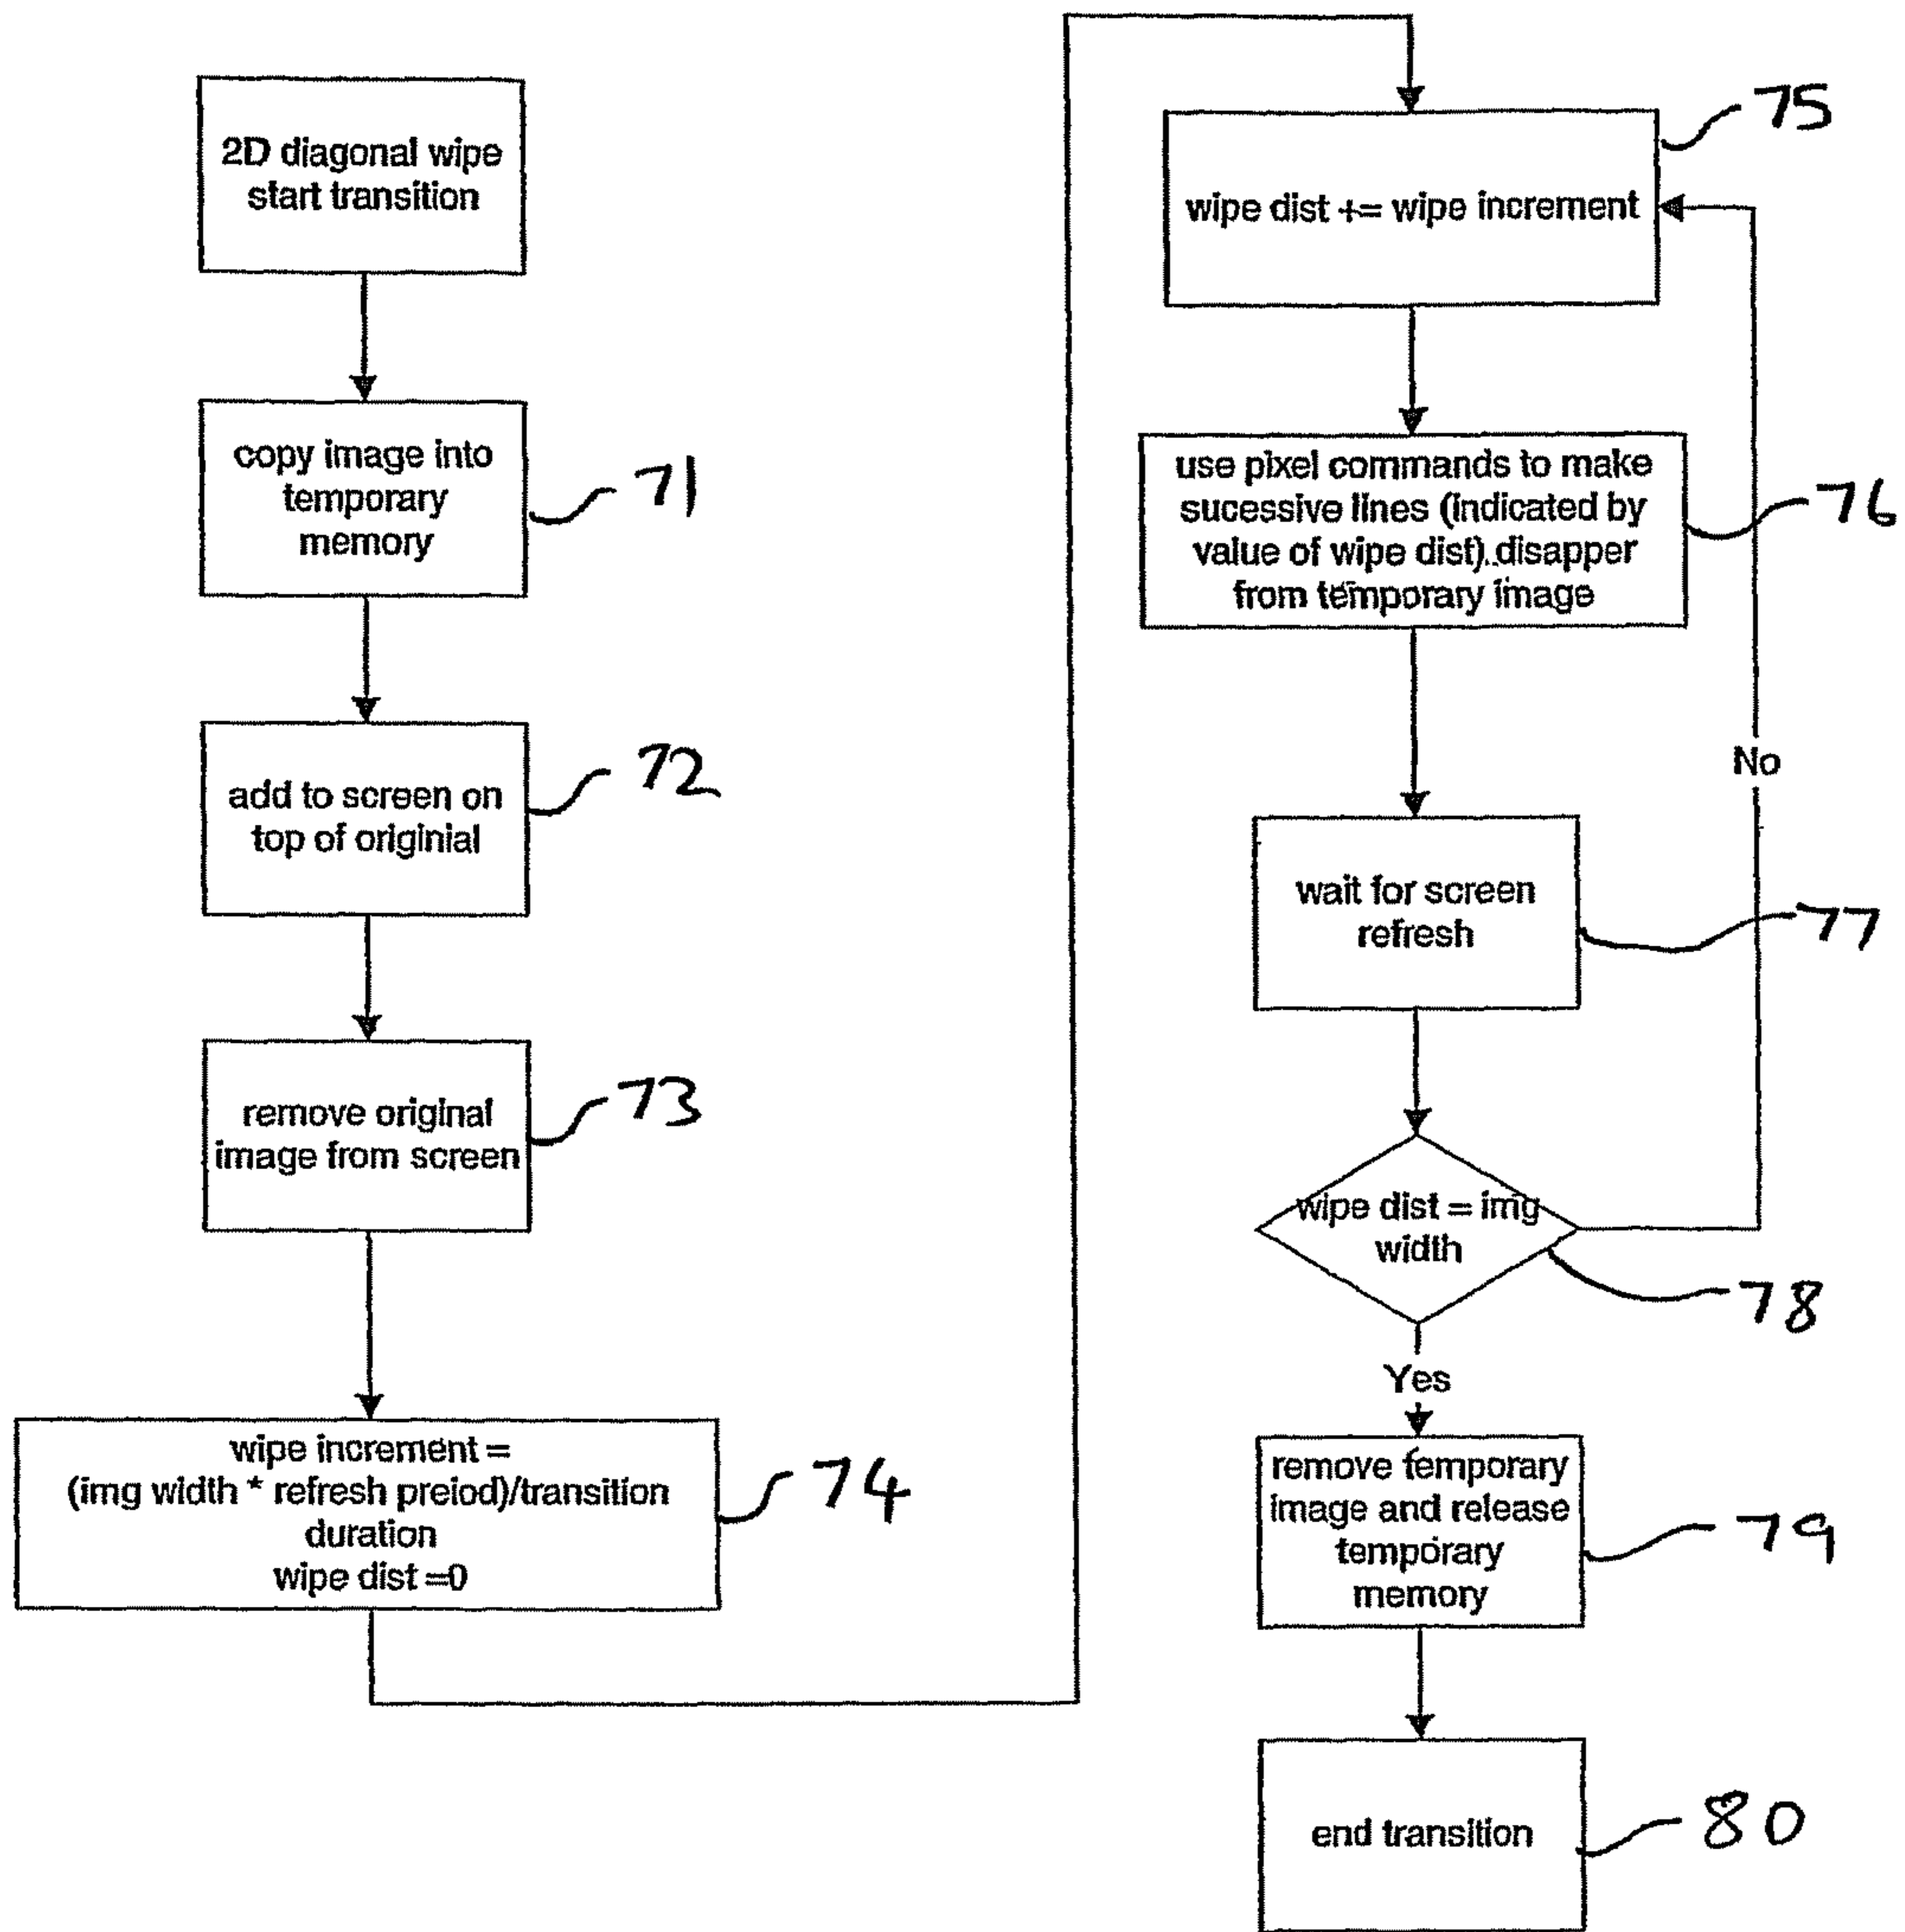 2D diagonal wipe
start transition
copy image into
temporary
memory
71
add to screen on
top of originial
72
remove original
image from screen
73
wipe increment =
(img width * refresh preiod)/transition
duration
wipe dist =0
74
wipe dist += wipe increment
75
use pixel commands to make
sucessive lines (indicated by
value of wipe dist)..disapper
from temporary image
76
No
wait for screen
refresh
77
wipe dist = img
width
78
Yes
remove temporary
image and release
temporary
memory
79
end transition
80